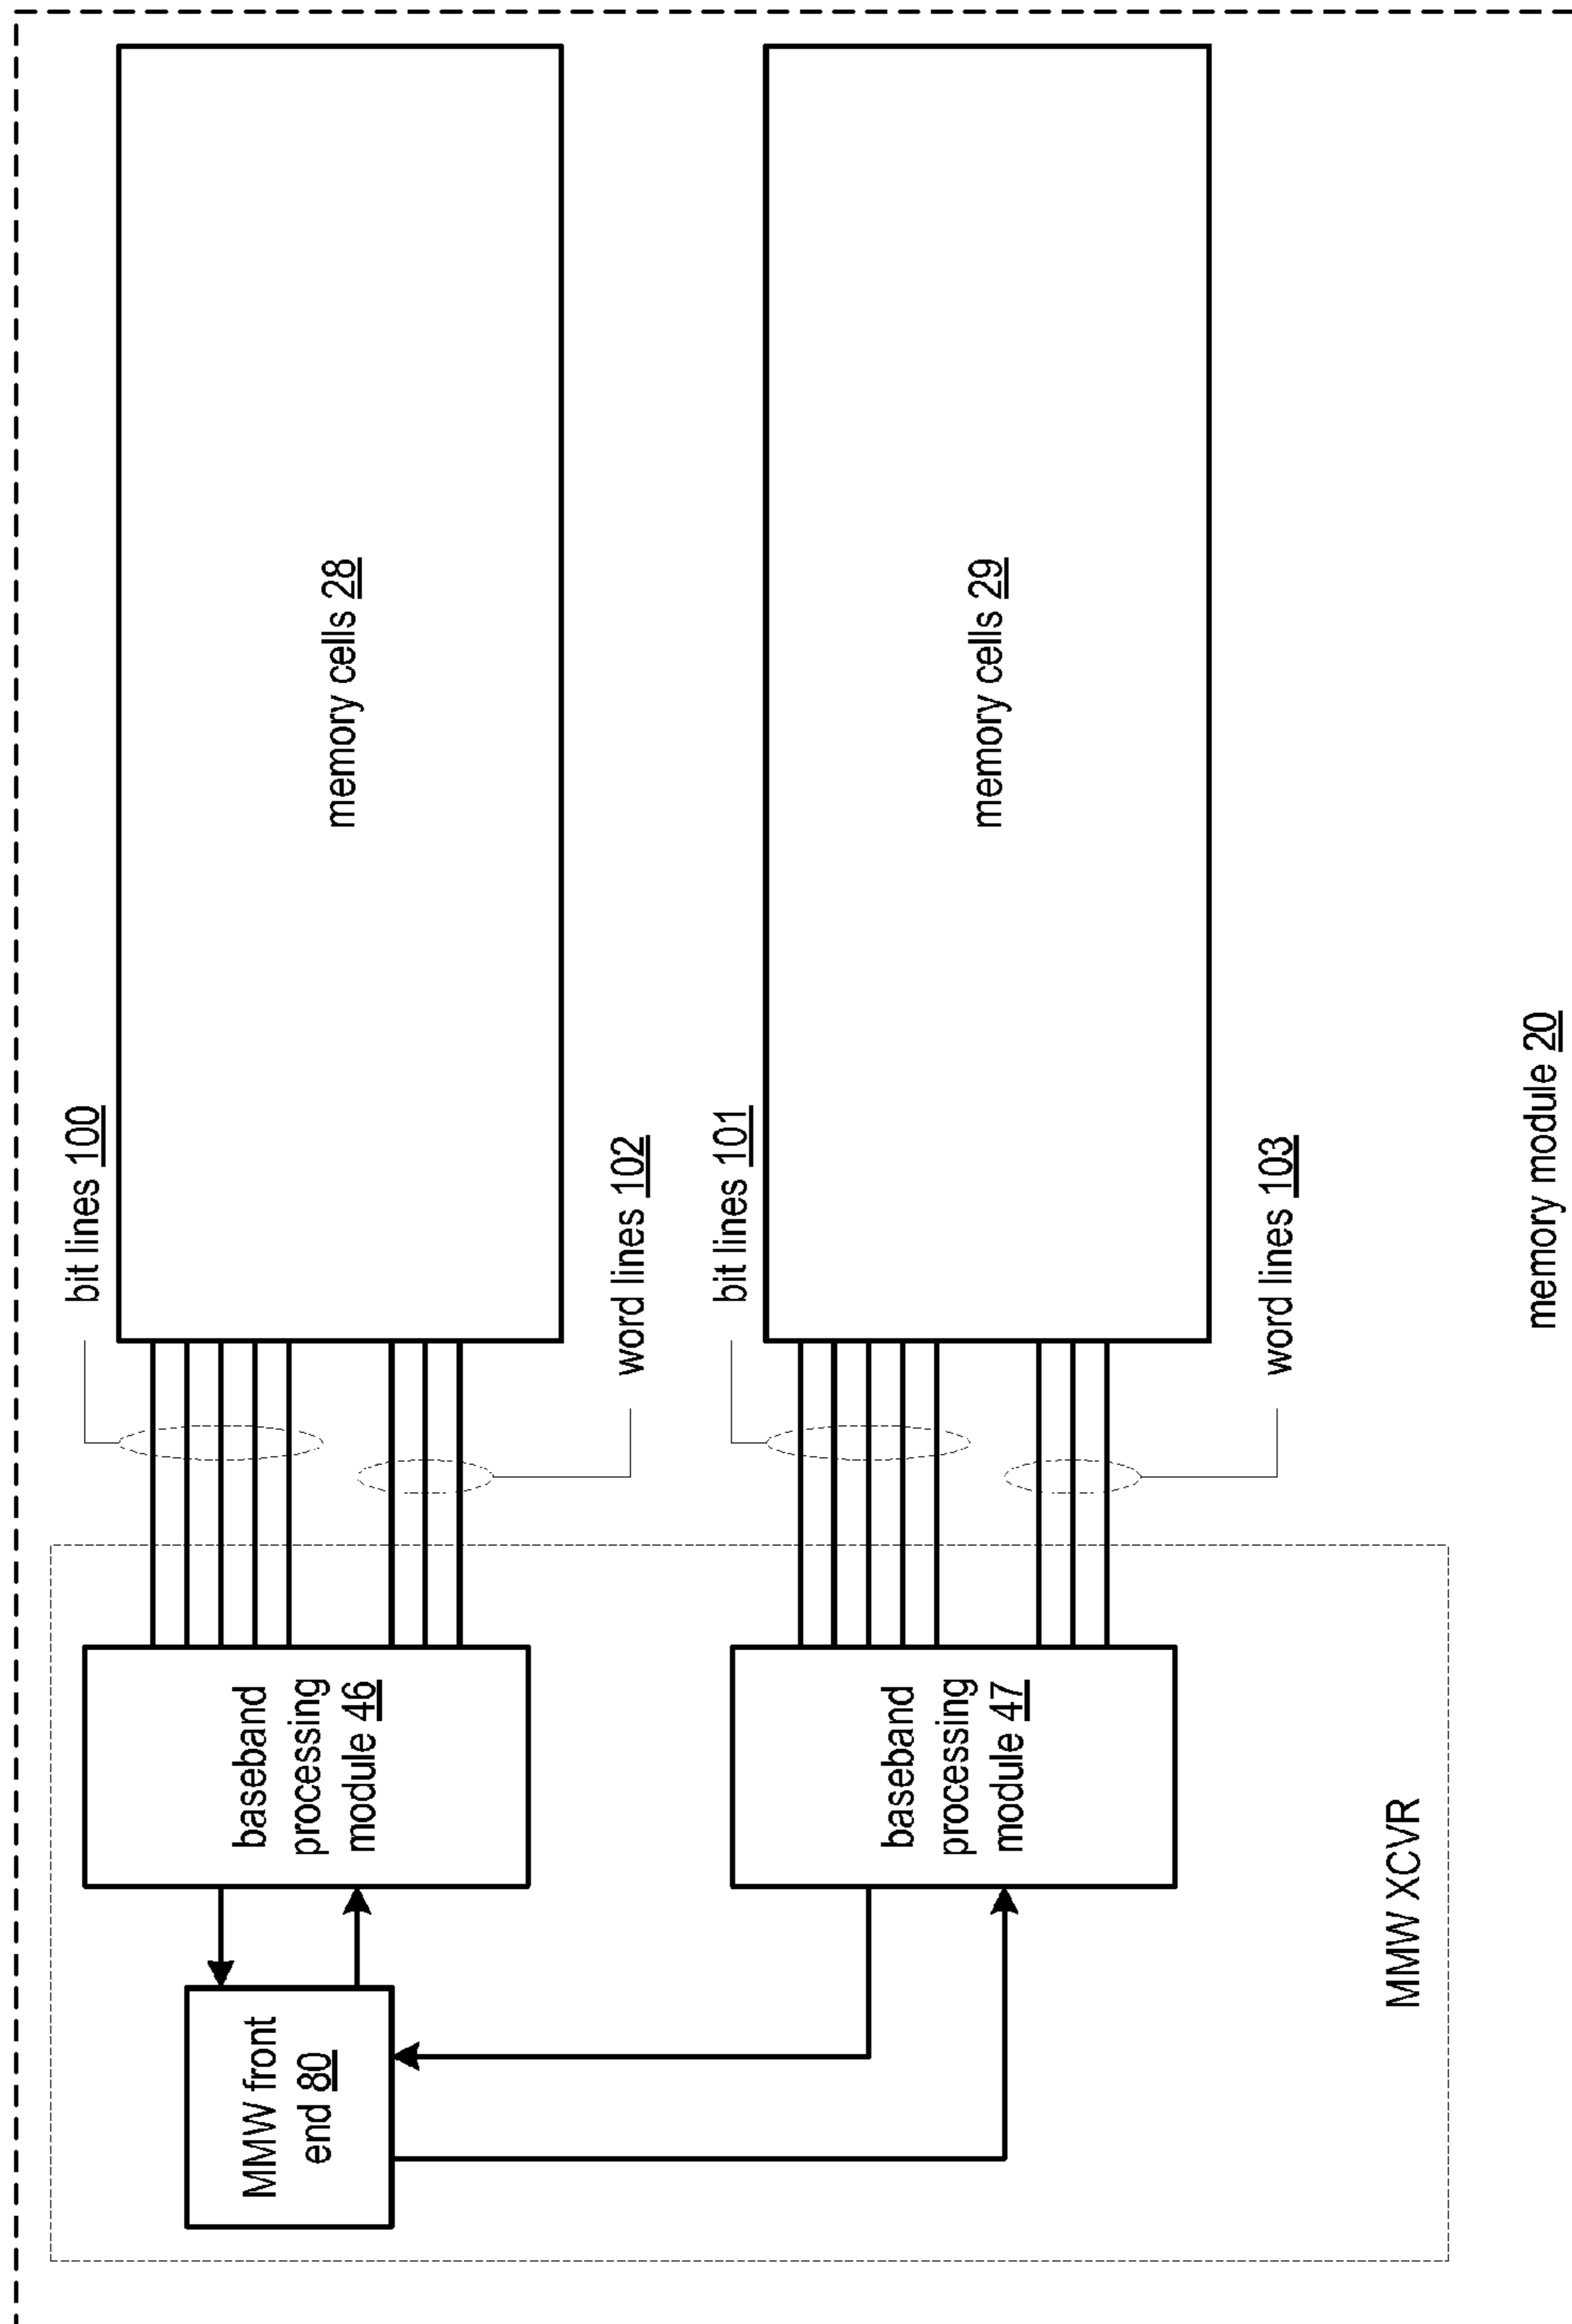 bit lines 100
memory cells 28
word lines 102
baseband
processing
module 46
MMW front
end 80
bit lines 101
memory cells 29
word lines 103
baseband
processing
module 47
MMW XCVR
memory module 20